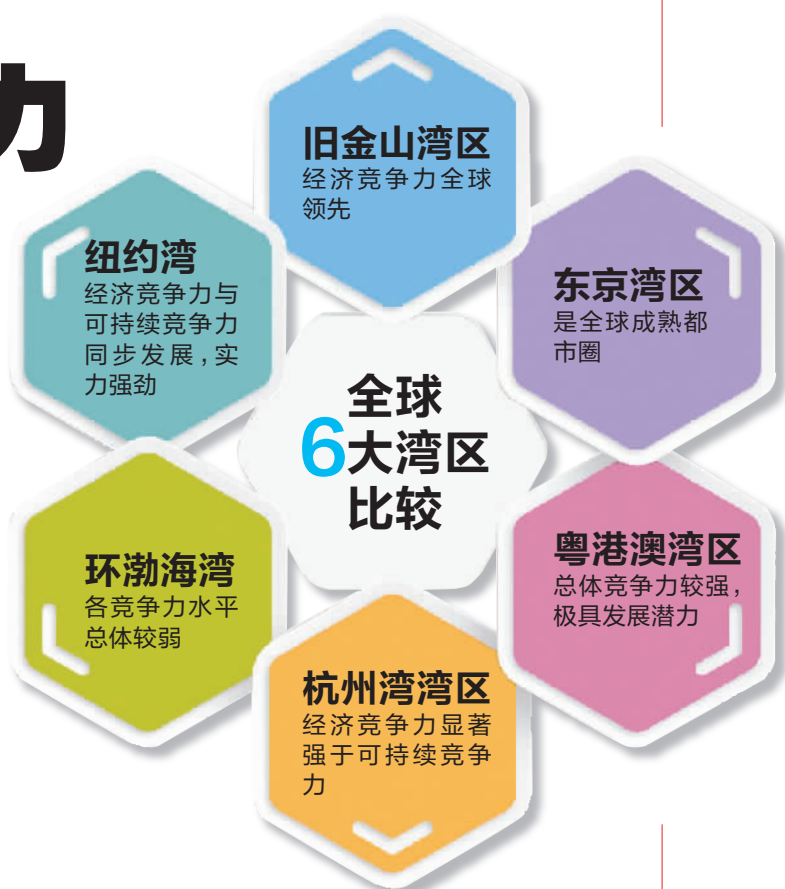 力
旧金山湾区
经济竞争力全球
领先
纽约湾
经济竞争力与
可持续竞争力
同步发展，实
力强劲
东京湾区
是全球成熟都
市圈
全球
6大湾区
比较
环渤海湾
各竞争力水平
总体较弱
粤港澳湾区
总体竞争力较强，
极具发展潜力
杭州湾湾区
经济竞争力显著
强于可持续竞争
力